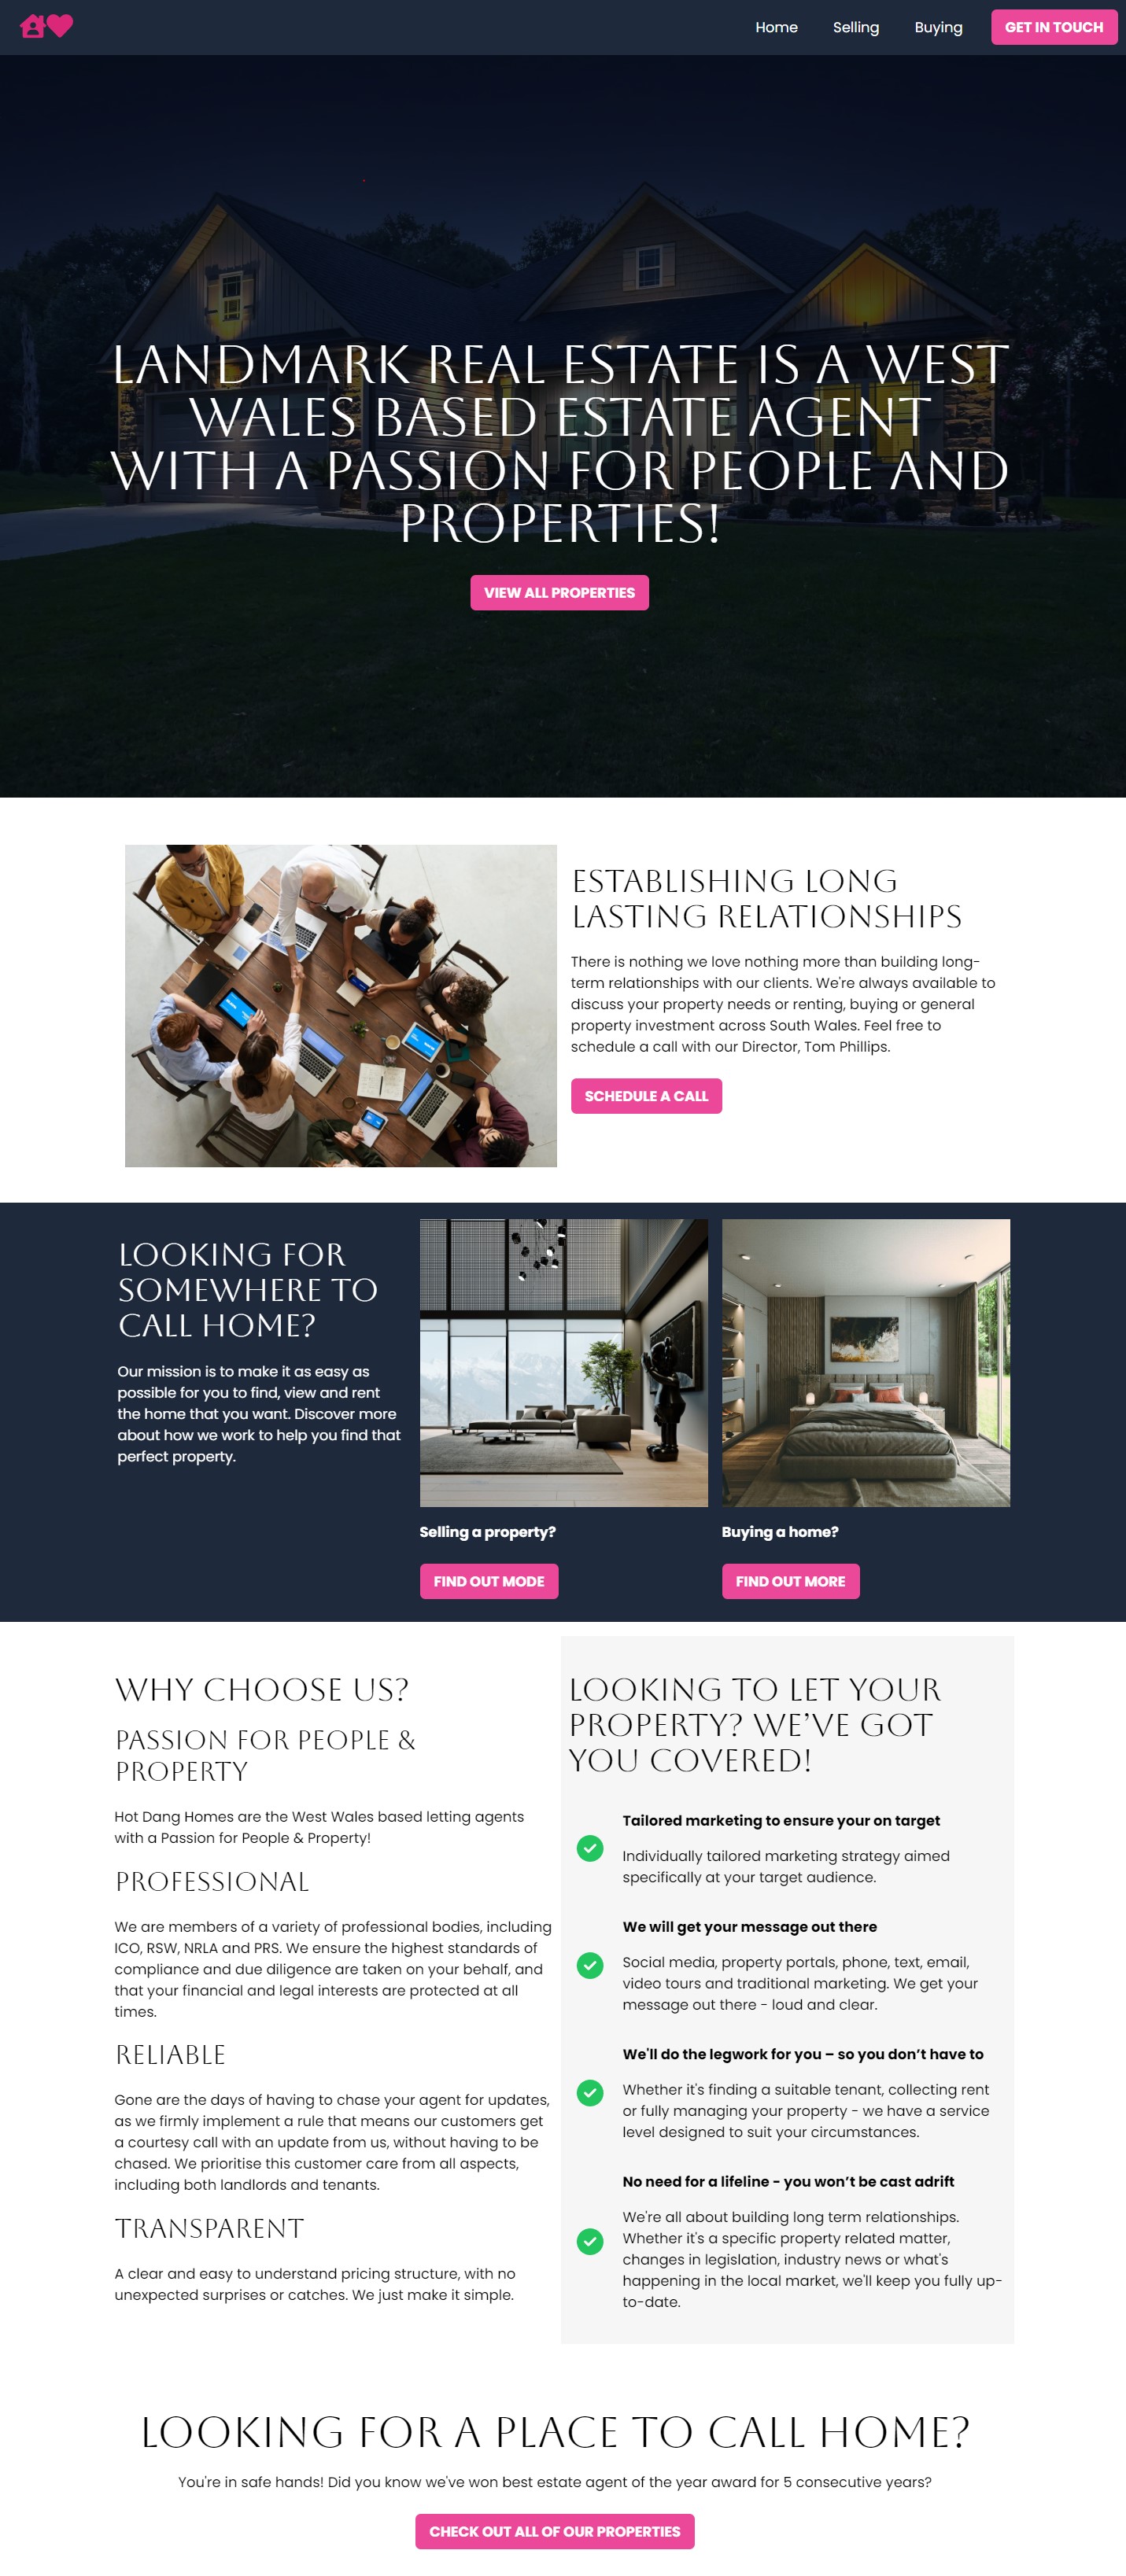 Home
Selling
Buying
GET IN TOUCH
LANDMARK REAL ESTATE IS A WEST
WALES BASED ESTATE AGENT
WITH A PASSION FOR PEOPLE AND
PROPERTIES!
VIEW ALL PROPERTIES
ESTABLISHING LONG
LASTING RELATIONSHIPS
There is nothing we love nothing more than building long-
term relationships with our clients. We're always available to
discuss your property needs or renting, buying or general
property investment across South Wales. Feel free to
schedule a call with our Director, Tom Phillips.
SCHEDULE A CALL
LOOKING FOR
SOMEWHERE TO
CALL HOME?
Our mission is to make it as easy as
possible for you to find, view and rent
the home that you want. Discover more
about how we work to help you find that
perfect property.
Selling a property?
FIND OUT MODE
Buying a home?
FIND OUT MORE
WHY CHOOSE US?
PASSION FOR PEOPLE &
PROPERTY
Hot Dang Homes are the West Wales based letting agents
with a Passion for People & Property!
PROFESSIONAL
We are members of a variety of professional bodies, including
ICO, RSW, NRLA and PRS. We ensure the highest standards of
compliance and due diligence are taken on your behalf, and
that your financial and legal interests are protected at all
times.
RELIABLE
Gone are the days of having to chase your agent for updates,
as we firmly implement a rule that means our customers get
a courtesy call with an update from us, without having to be
chased. We prioritise this customer care from all aspects,
including both landlords and tenants.
TRANSPARENT
A clear and easy to understand pricing structure, with no
unexpected surprises or catches. We just make it simple.
LOOKING TO LET YOUR
PROPERTY? WE’VE GOT
YOU COVERED!
Tailored marketing to ensure your on target
Individually tailored marketing strategy aimed
specifically at your target audience.
We will get your message out there
Social media, property portals, phone, text, email,
video tours and traditional marketing. We get your
message out there - loud and clear.
We'll do the legwork for you – so you don’t have to
Whether it's finding a suitable tenant, collecting rent
or fully managing your property - we have a service
level designed to suit your circumstances.
No need for a lifeline - you won’t be cast adrift
We're all about building long term relationships.
Whether it's a specific property related matter,
changes in legislation, industry news or what's
happening in the local market, we'll keep you fully up-
to-date.
LOOKING FOR A PLACE TO CALL HOME?
You're in safe hands! Did you know we've won best estate agent of the year award for 5 consecutive years?
CHECK OUT ALL OF OUR PROPERTIES